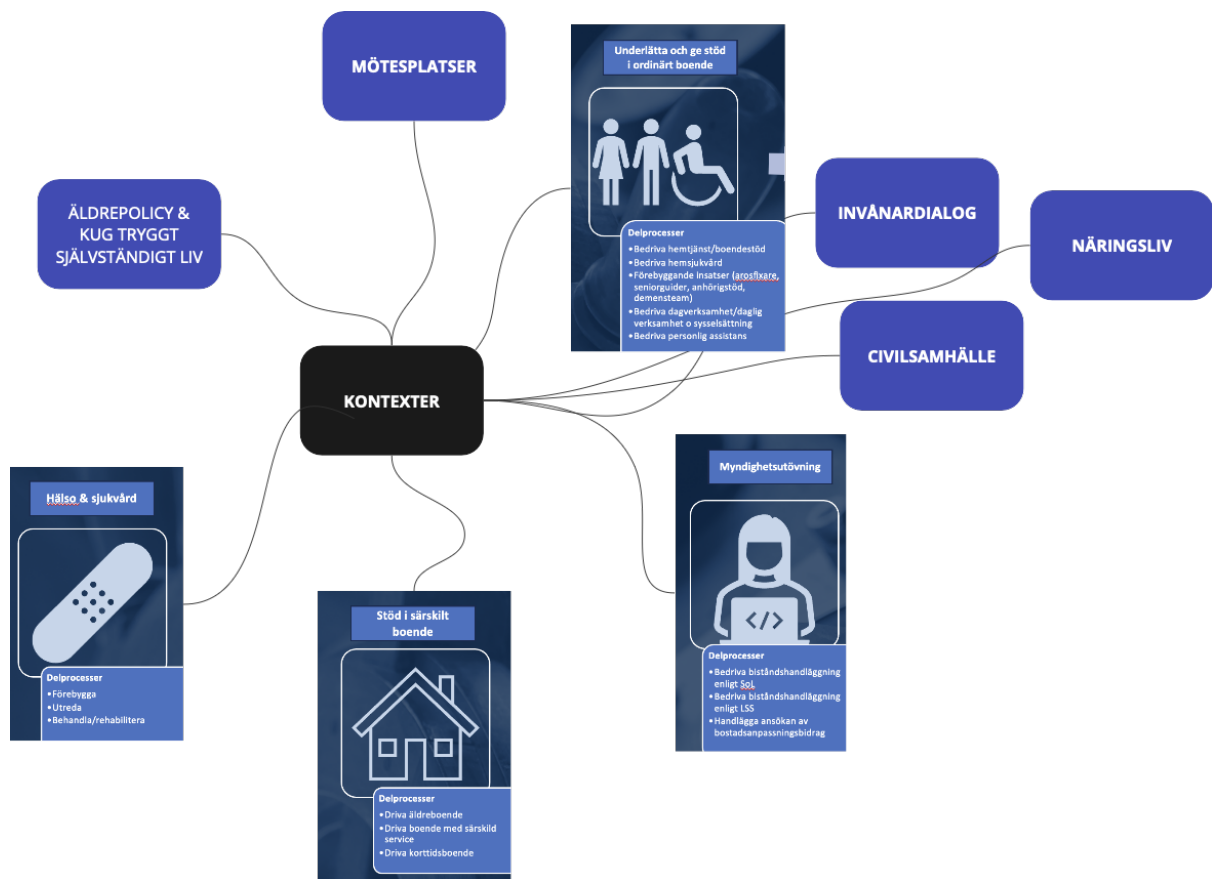 MÖTESPLATSER
Underlätta och ge stöd
i ordinärt boende
Delprocesser
•Bedriva hemtjänst/boendestöd
•Bedriva hemsjukvård
•Förebyggande insatser (arosfixare,
seniorguider, anhörigstöd,
demensteam)
•Bedriva dagverksamhet/daglig
verksamhet o sysselsättning
•Bedriva personlig assistans
ÄLDREPOLICY &
KUG TRYGGT
SJÄLVSTÄNDIGT LIV
INVÅNARDIALOG
NÄRINGSLIV
CIVILSAMHÄLLE
KONTEXTER
Hälso & sjukvård
Delprocesser
•Förebygga
•Utreda
•Behandla/rehabilitera
Stöd i särskilt
boende
Delprocesser
•Driva äldreboende
•Driva boende med särskild
service
•Driva korttidsboende
Myndighetsutövning
</>
Delprocesser
•Bedriva biståndshandläggning
enligt SoL
•Bedriva biståndshandläggning
enligt LSS
•Handlägga ansökan av
bostadsanpassningsbidrag